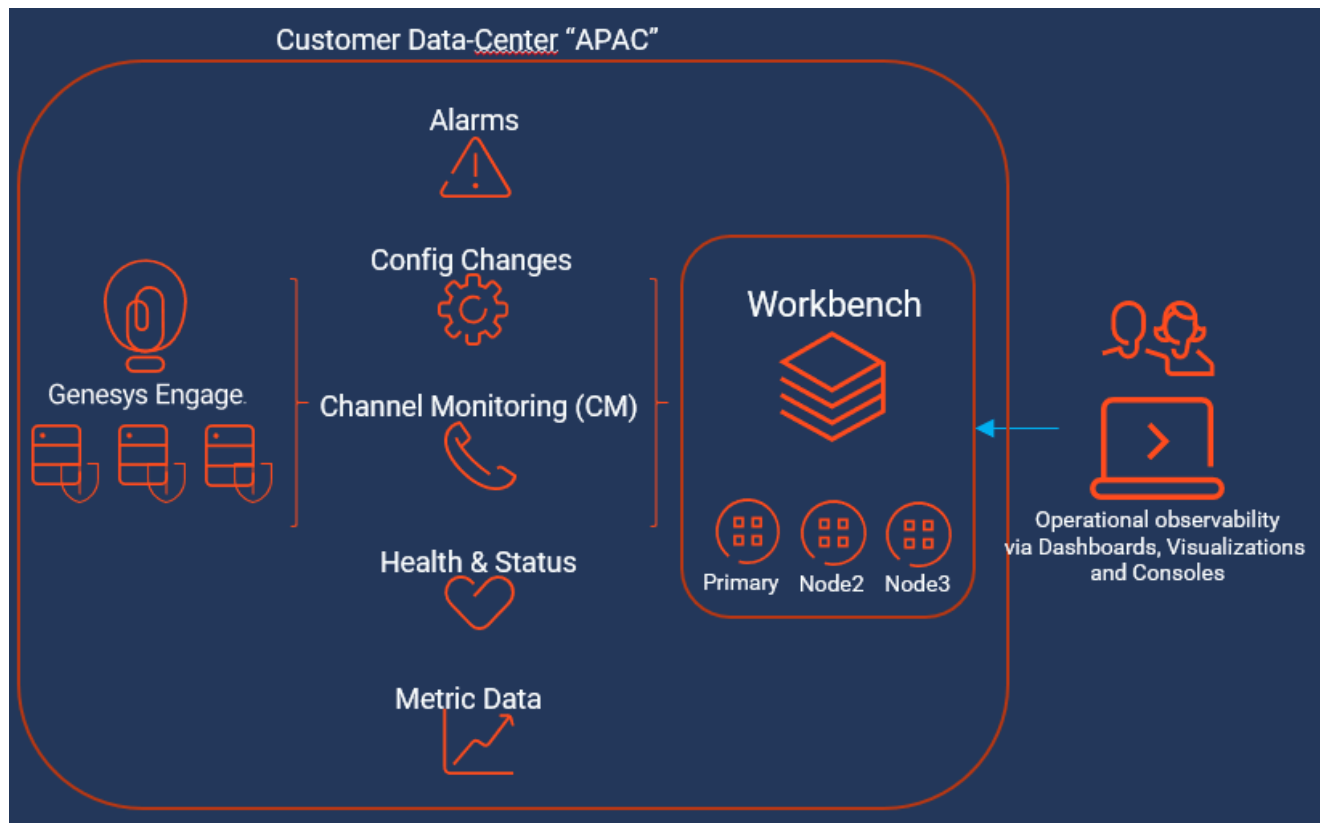 Customer Data-Center “APAC”
Alarms
Config Changes
Genesys Engage.
Channel Monitoring (CM)
Health & Status
Metric Data
Workbench
Primary
Node2
Node3
Operational observability
via Dashboards, Visualizations
and Consoles